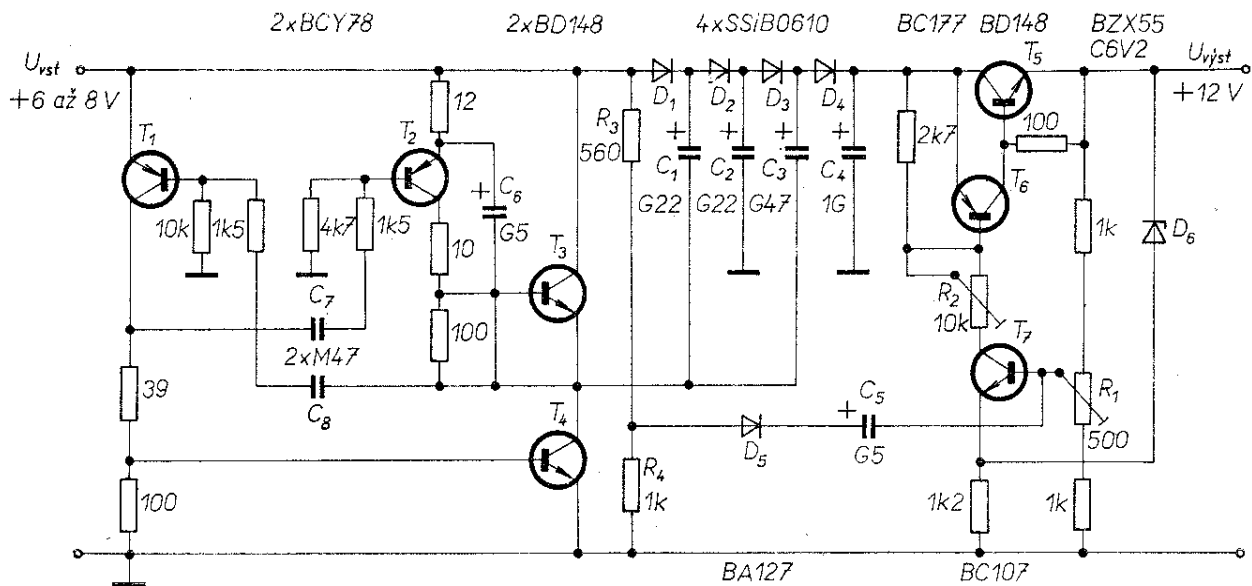 2xBCY78 2xBD148 4xSSiB0610 BC177 BD148 BZX55
C6V2
U_vst
+6 až 8 V
T5
U_výst
+12 V
12
D1 D2 D3 D4
R3
560
2k7
100
T1
T2
C6
G5
+ C1
G22
+ C2
G22
+ C3
G47
+ C4
1G
T6
10k
1k5
4k7
1k5
10
T3
1k
D6
C7
2xM47
C8
100
R2
10k
T7
39
T4
D5
+ C5
G5
R1
500
100
R4
1k
1k2
1k
BA127 BC107